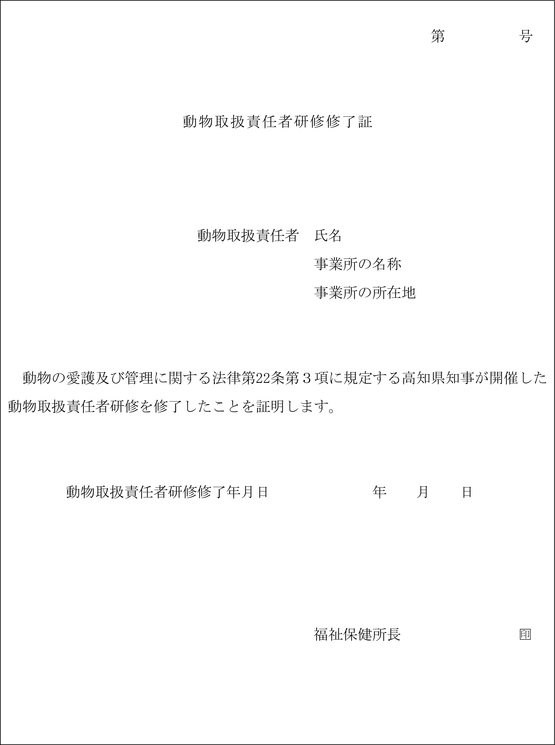 第　　　　　号
動物取扱責任者研修修了証
動物取扱責任者　氏名
事業所の名称
事業所の所在地
動物の愛護及び管理に関する法律第22条第３項に規定する高知県知事が開催した
動物取扱責任者研修を修了したことを証明します。
動物取扱責任者研修修了年月日　　　　　　　年　　月　　日
福祉保健所長　　　　　　　　印